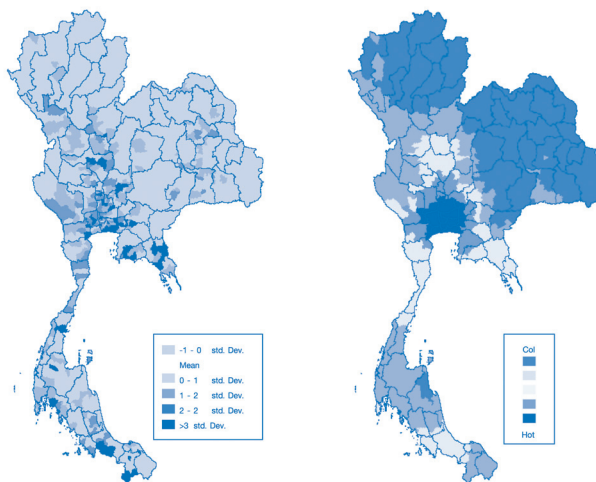 -1 - 0 std. Dev.
Mean
0 - 1 std. Dev.
1 - 2 std. Dev.
2 - 2 std. Dev.
>3 std. Dev.
Col
Hot